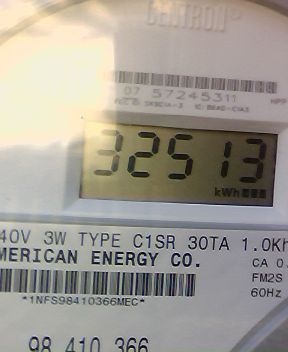 CENTRON®
07 57245311
32513
kWh
40V 3W TYPE C1SR 30TA 1.0Kh
MERICAN ENERGY CO.
CA 0.
FM2S
60Hz
*1NFS98410366MEC*
98 410 366